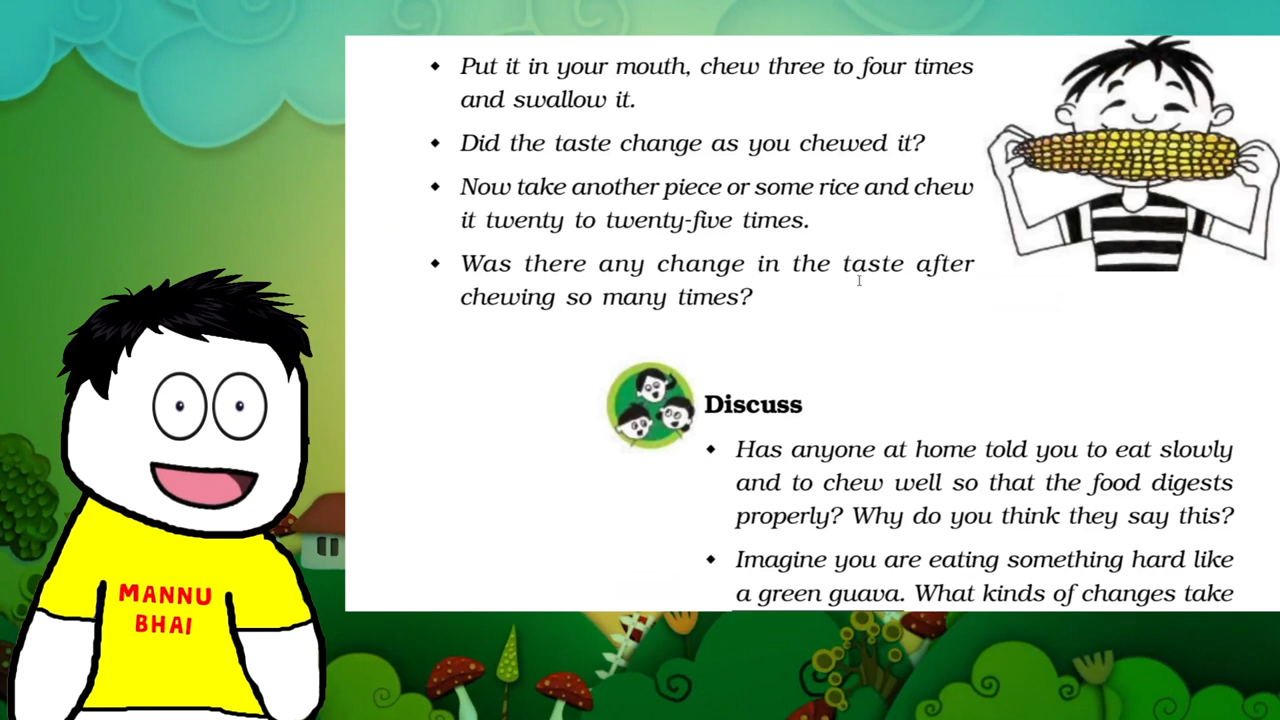 Put it in your mouth, chew three to four times
and swallow it.
Did the taste change as you chewed it?
Now take another piece or some rice and chew
it twenty to twenty-five times.
Was there any change in the taste after
chewing so many times?
Discuss
Has anyone at home told you to eat slowly
and to chew well so that the food digests
properly? Why do you think they say this?
Imagine you are eating something hard like
a green guava. What kinds of changes take
MANNU
BHAI